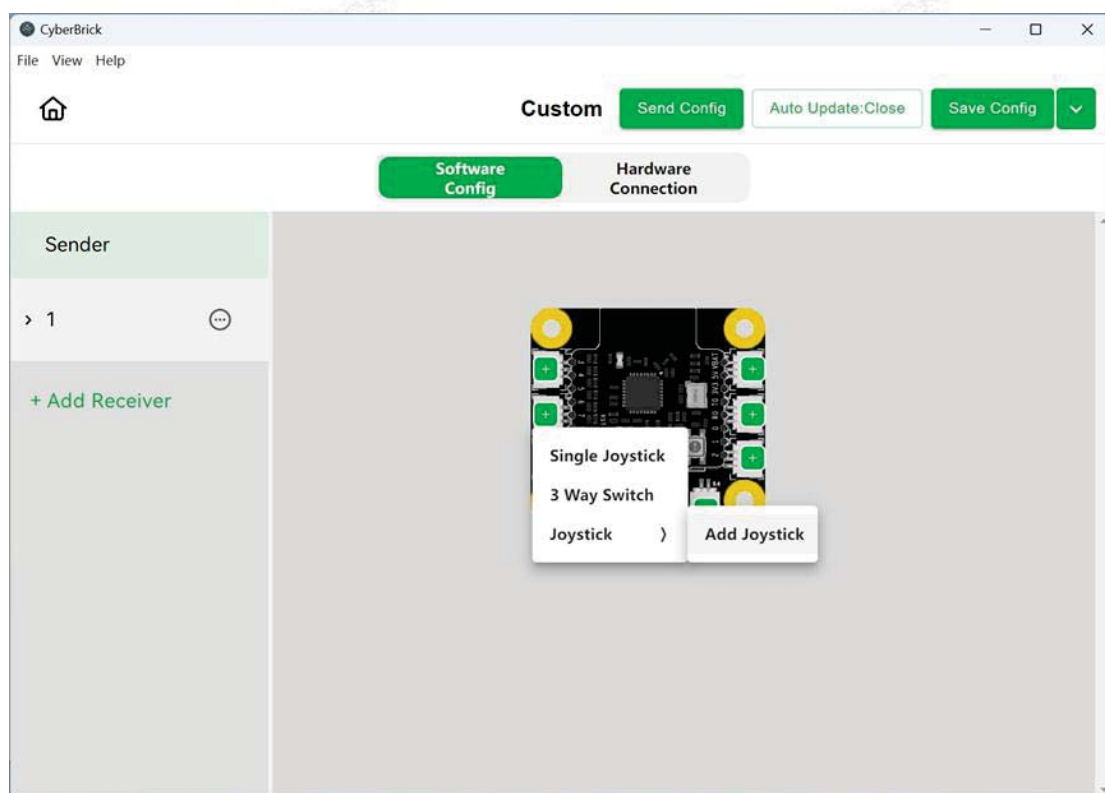 CyberBrick
File View Help
Custom
Send Config
Auto Update:Close
Save Config
Software
Config
Hardware
Connection
Sender
1
+ Add Receiver
Single Joystick
3 Way Switch
Joystick
Add Joystick